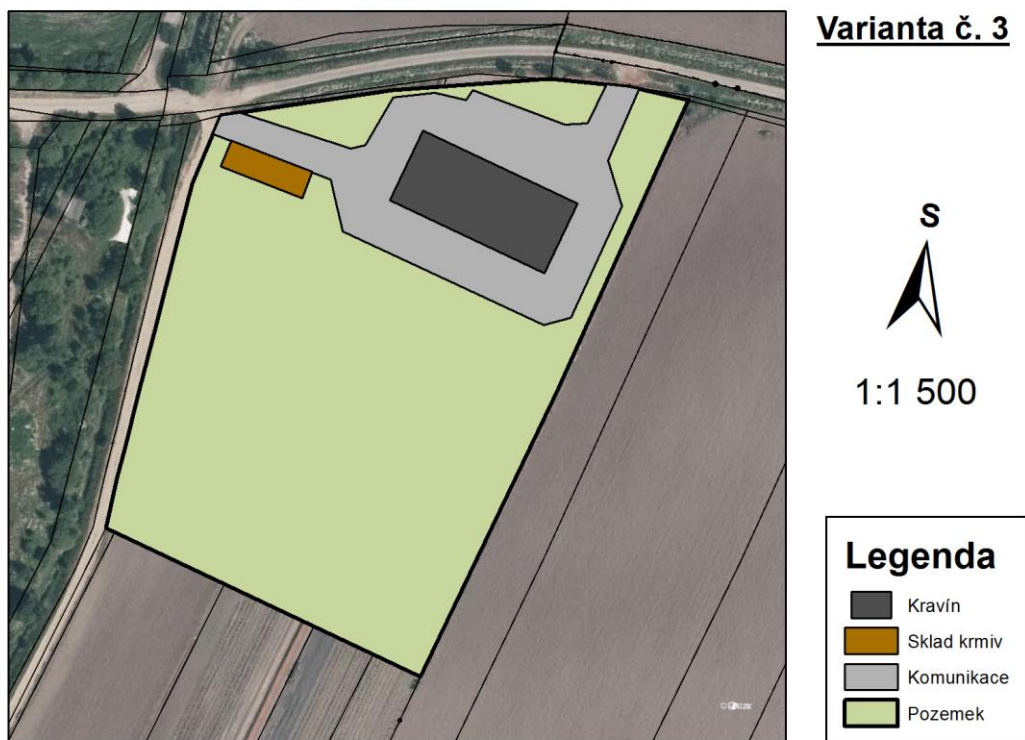 Varianta č. 3
S
1:1 500
Legenda
Kravín
Sklad krmiv
Komunikace
Pozemek